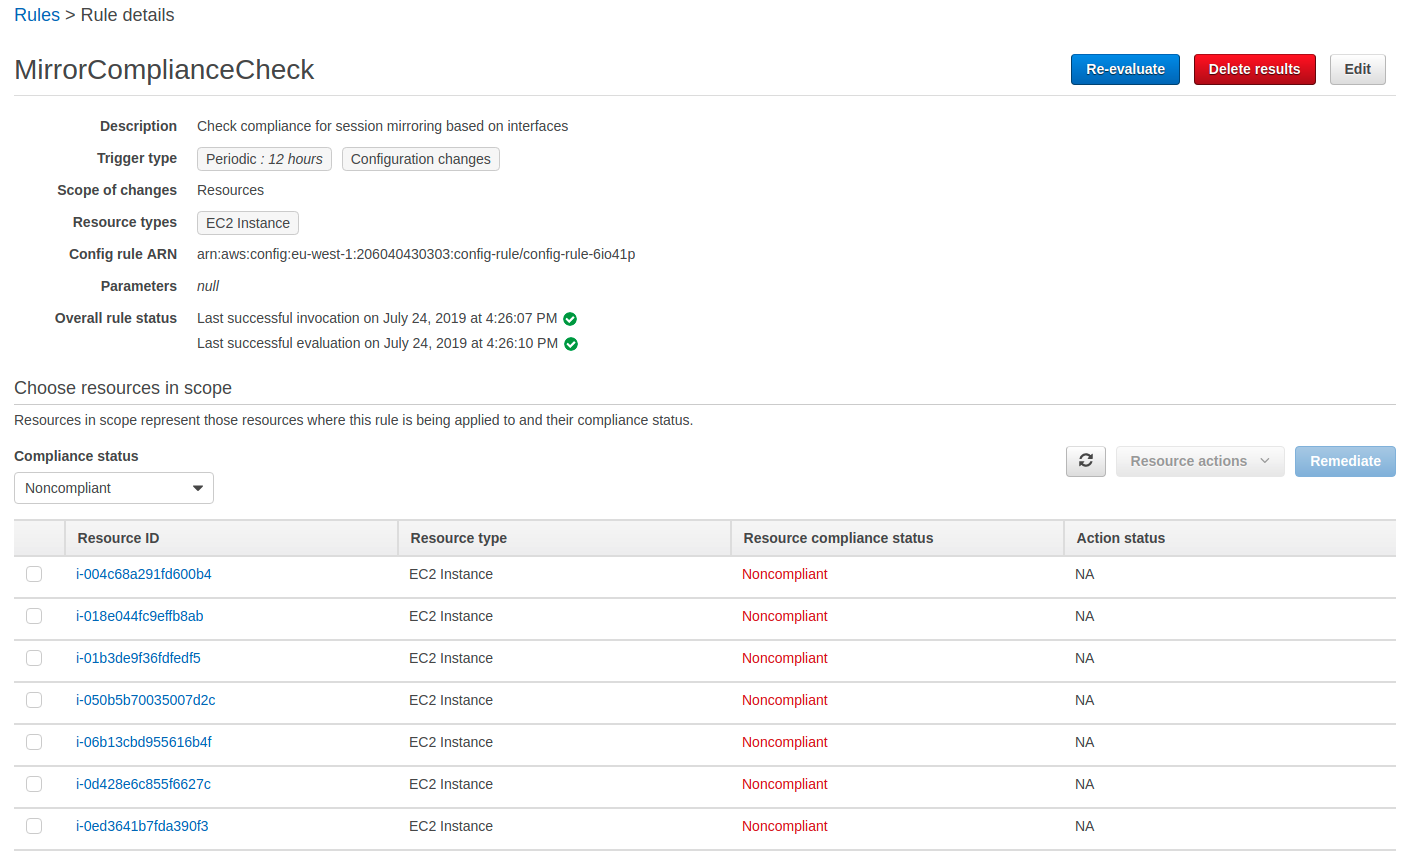 Rules > Rule details
MirrorComplianceCheck
Re-evaluate Delete results Edit
Description Check compliance for session mirroring based on interfaces
Trigger type Periodic : 12 hours Configuration changes
Scope of changes Resources
Resource types EC2 Instance
Config rule ARN arn:aws:config:eu-west-1:206040430303:config-rule/config-rule-6io41p
Parameters null
Overall rule status Last successful invocation on July 24, 2019 at 4:26:07 PM
Last successful evaluation on July 24, 2019 at 4:26:10 PM
Choose resources in scope
Resources in scope represent those resources where this rule is being applied to and their compliance status.
Compliance status
Resource actions Remediate
Noncompliant
Resource ID Resource type Resource compliance status Action status
i-004c68a291fd600b4 EC2 Instance Noncompliant NA
i-018e044fc9effb8ab EC2 Instance Noncompliant NA
i-01b3de9f36fdfedf5 EC2 Instance Noncompliant NA
i-050b5b70035007d2c EC2 Instance Noncompliant NA
i-06b13cbd955616b4f EC2 Instance Noncompliant NA
i-0d428e6c855f6627c EC2 Instance Noncompliant NA
i-0ed3641b7fda390f3 EC2 Instance Noncompliant NA